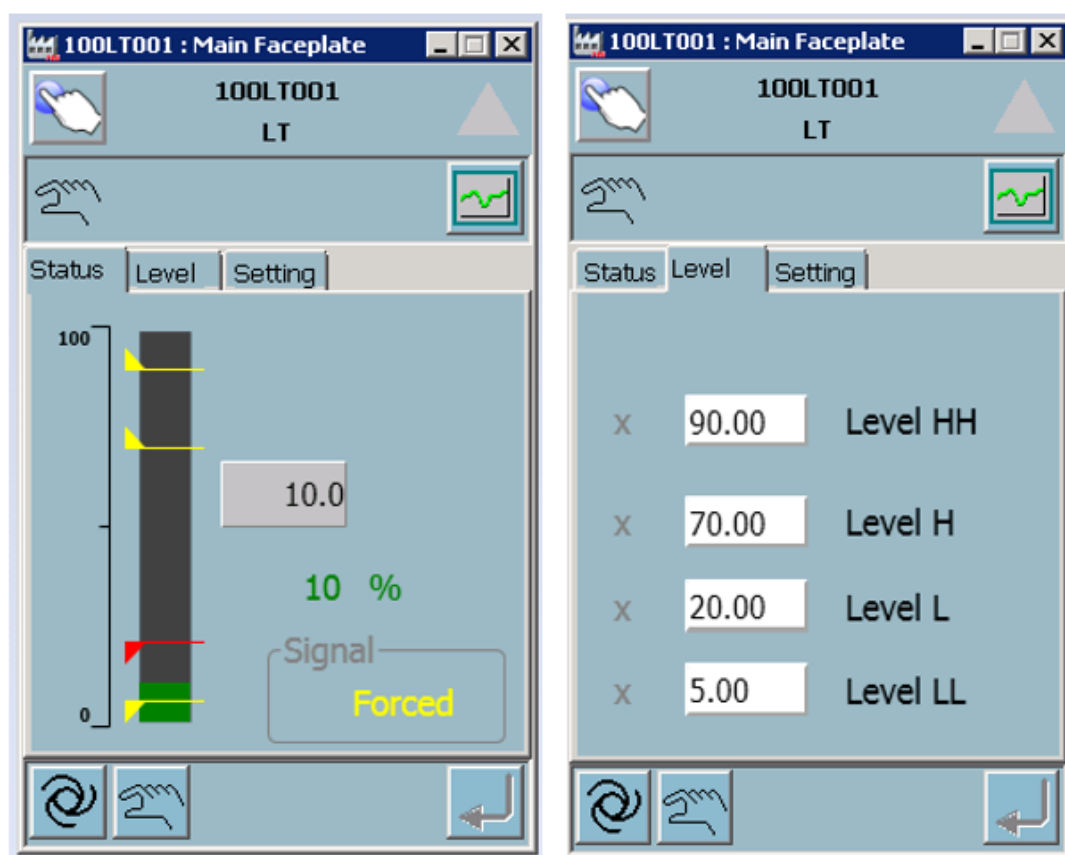 100LT001 : Main Faceplate
100LT001
LT
Status Level Setting
100
10.0
10 %
Signal
Forced
0
100LT001 : Main Faceplate
100LT001
LT
Status Level Setting
x 90.00 Level HH
x 70.00 Level H
x 20.00 Level L
x 5.00 Level LL